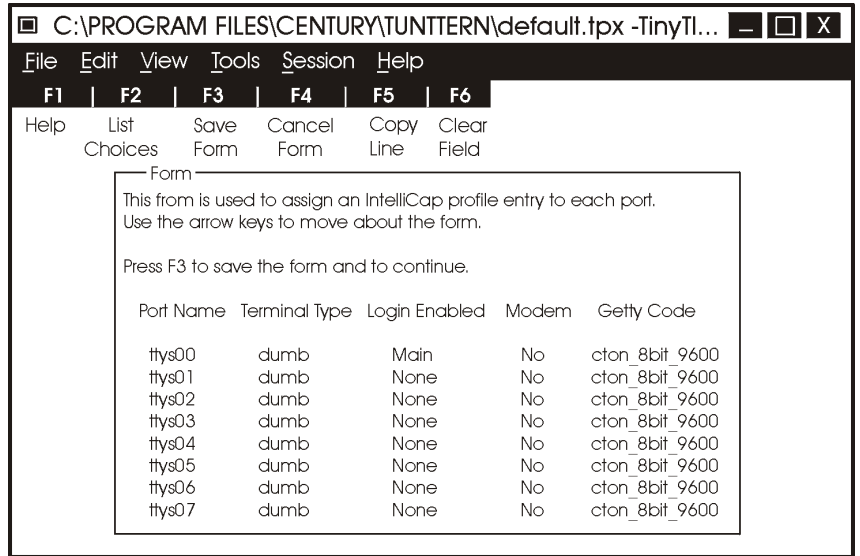 C:\PROGRAM FILES\CENTURY\TUNTTERN\default.tpx -TinyTI... _ X
File Edit View Tools Session Help
F1 | F2 | F3 | F4 | F5 | F6
Help List Choices Save Form Cancel Form Copy Line Clear Field
Form
This from is used to assign an IntelliCap profile entry to each port.
Use the arrow keys to move about the form.
Press F3 to save the form and to continue.
Port Name Terminal Type Login Enabled Modem Getty Code
ttys00 dumb Main No cton_8bit_9600
ttys01 dumb None No cton_8bit_9600
ttys02 dumb None No cton_8bit_9600
ttys03 dumb None No cton_8bit_9600
ttys04 dumb None No cton_8bit_9600
ttys05 dumb None No cton_8bit_9600
ttys06 dumb None No cton_8bit_9600
ttys07 dumb None No cton_8bit_9600